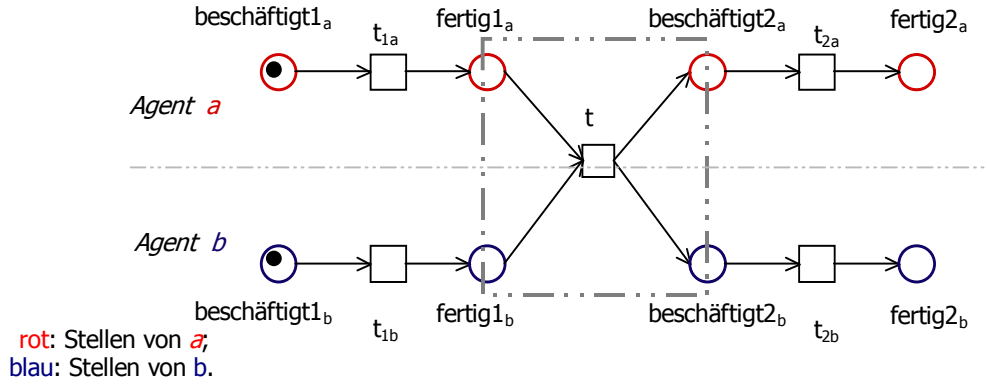 beschäftigt1a
fertig1a
beschäftigt2a
fertig2a
t1a
t2a
Agent a
t
Agent b
beschäftigt1b
fertig1b
beschäftigt2b
fertig2b
t1b
t2b
rot: Stellen von a;
blau: Stellen von b.